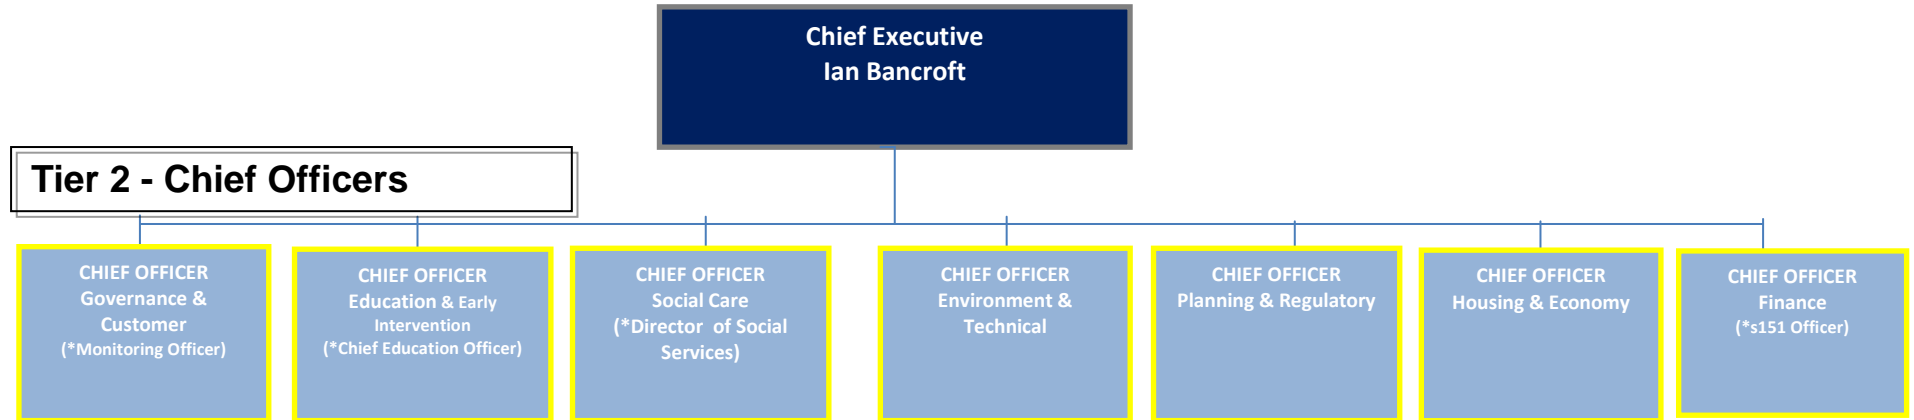 Chief Executive
Ian Bancroft
Tier 2 - Chief Officers
CHIEF OFFICER
Governance &
Customer
(*Monitoring Officer)
CHIEF OFFICER
Education & Early
Intervention
(*Chief Education Officer)
CHIEF OFFICER
Social Care
(*Director of Social
Services)
CHIEF OFFICER
Environment &
Technical
CHIEF OFFICER
Planning & Regulatory
CHIEF OFFICER
Housing & Economy
CHIEF OFFICER
Finance
(*s151 Officer)